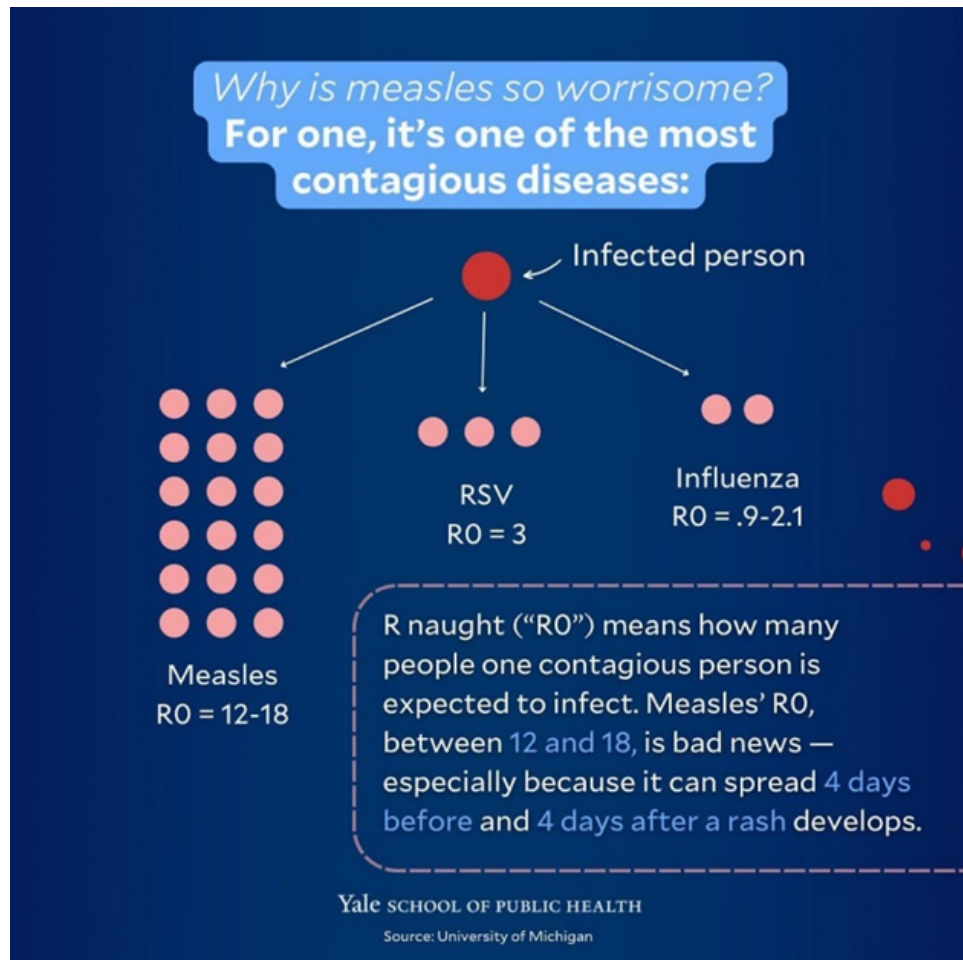 Why is measles so worrisome?
For one, it's one of the most
contagious diseases:
Infected person
Measles
R0 = 12-18
RSV
R0 = 3
Influenza
R0 = .9-2.1
R naught (“R0”) means how many
people one contagious person is
expected to infect. Measles’ R0,
between 12 and 18, is bad news —
especially because it can spread 4 days
before and 4 days after a rash develops.
Yale SCHOOL OF PUBLIC HEALTH
Source: University of Michigan